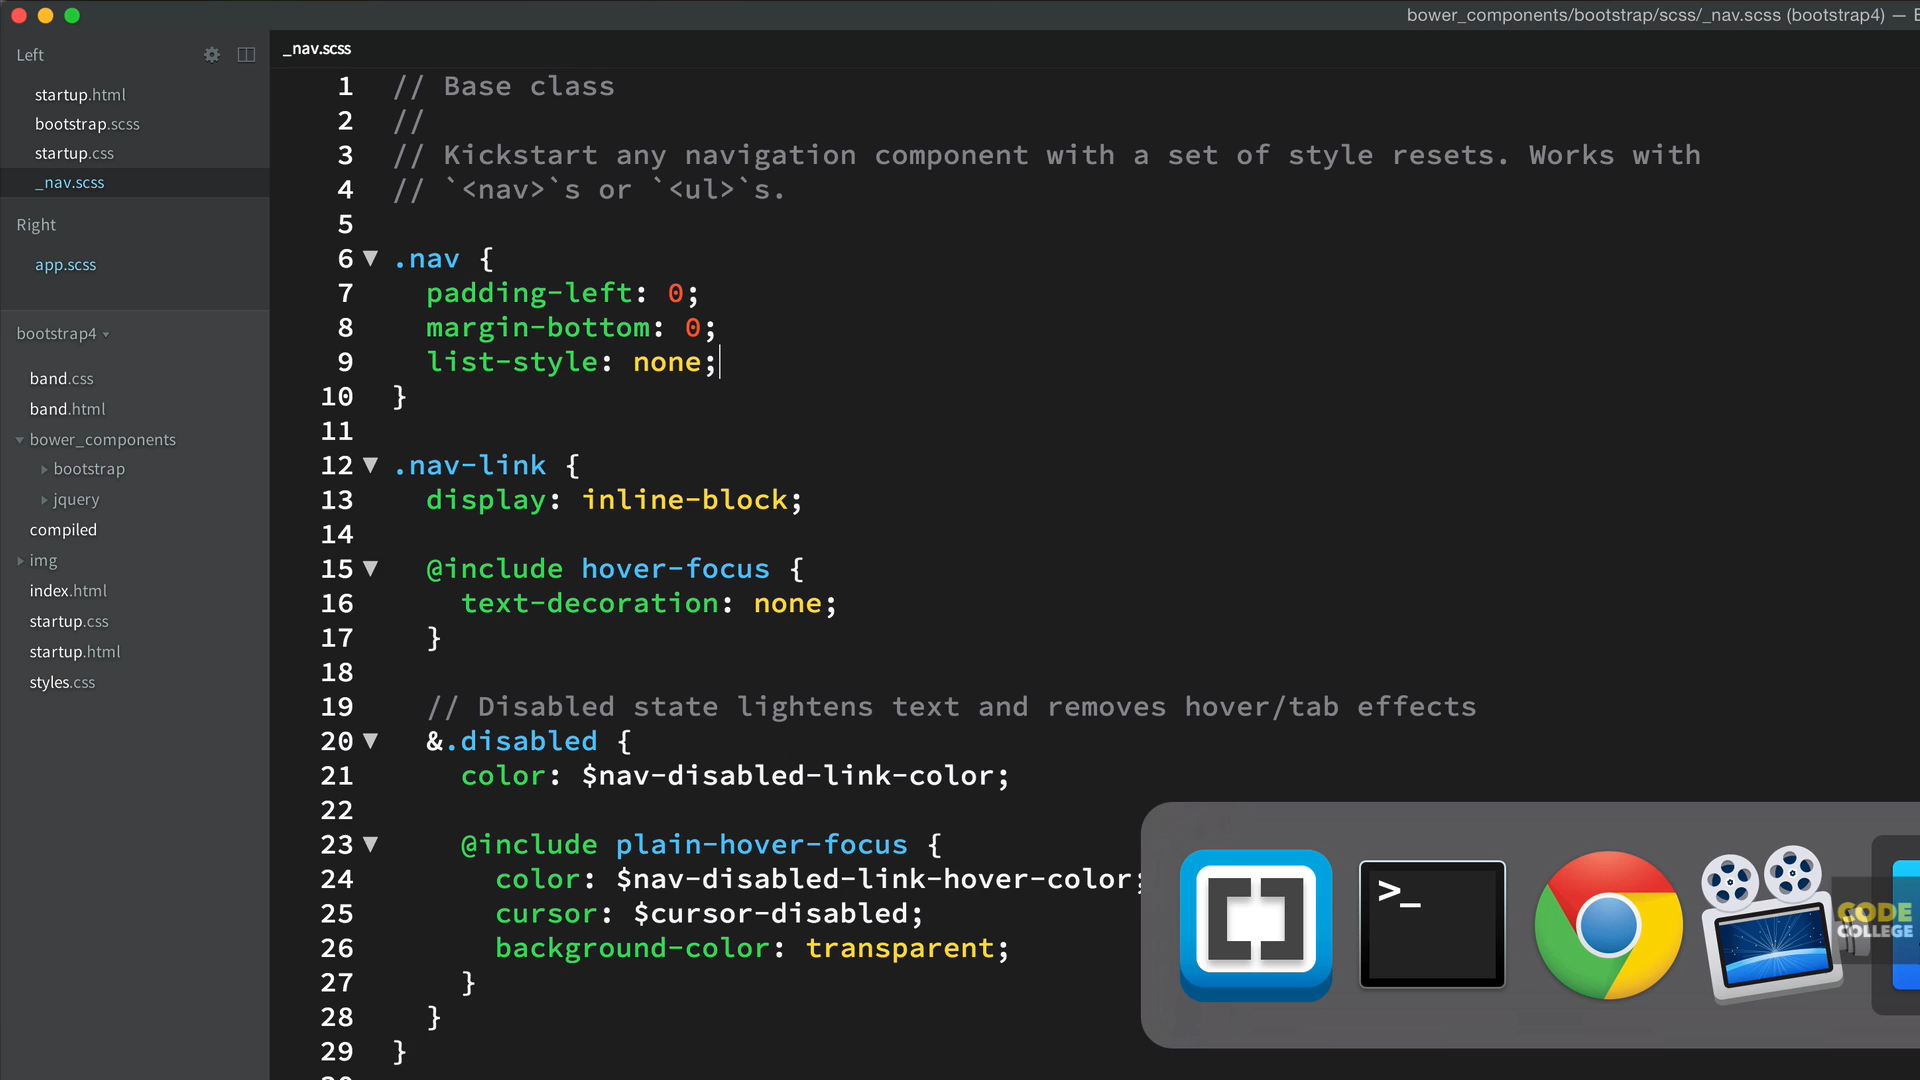 bower_components/bootstrap/scss/_nav.scss (bootstrap4) —
Left
startup.html
bootstrap.scss
startup.css
_nav.scss
Right
app.scss
bootstrap4
band.css
band.html
bower_components
bootstrap
jquery
compiled
img
index.html
startup.css
startup.html
styles.css
_nav.scss
1 // Base class
2 //
3 // Kickstart any navigation component with a set of style resets. Works with
4 // `<nav>`s or `<ul>`s.
5
6 .nav {
7 padding-left: 0;
8 margin-bottom: 0;
9 list-style: none;
10 }
11
12 .nav-link {
13 display: inline-block;
14
15 @include hover-focus {
16 text-decoration: none;
17 }
18
19 // Disabled state lightens text and removes hover/tab effects
20 &.disabled {
21 color: $nav-disabled-link-color;
22
23 @include plain-hover-focus {
24 color: $nav-disabled-link-hover-color;
25 cursor: $cursor-disabled;
26 background-color: transparent;
27 }
28 }
29 }
>_
CODE
COLLEGE